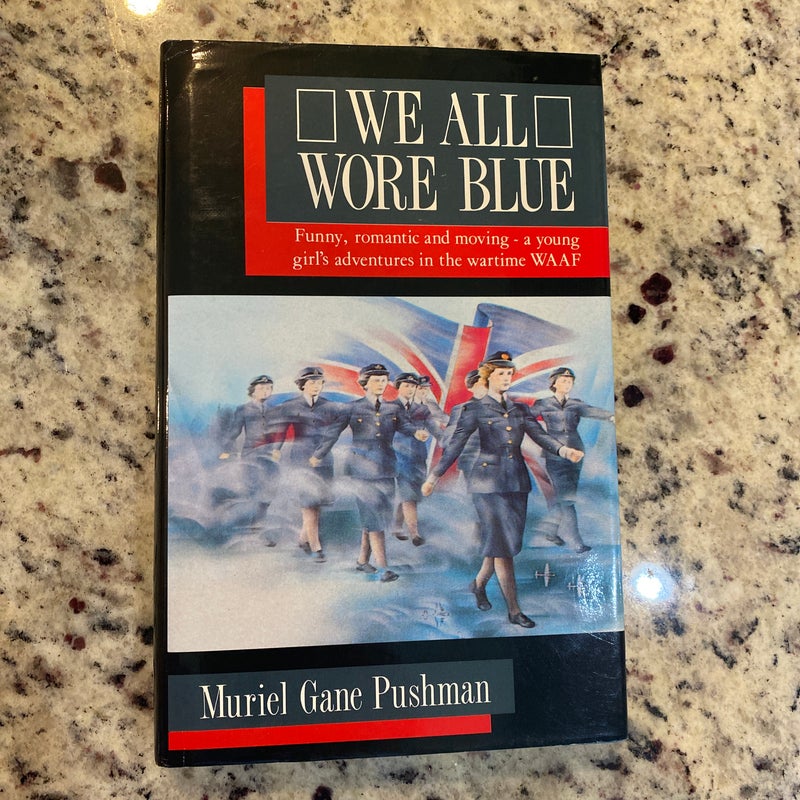 WE ALL
WORE BLUE
Funny, romantic and moving - a young
girl's adventures in the wartime WAAF
Muriel Gane Pushman